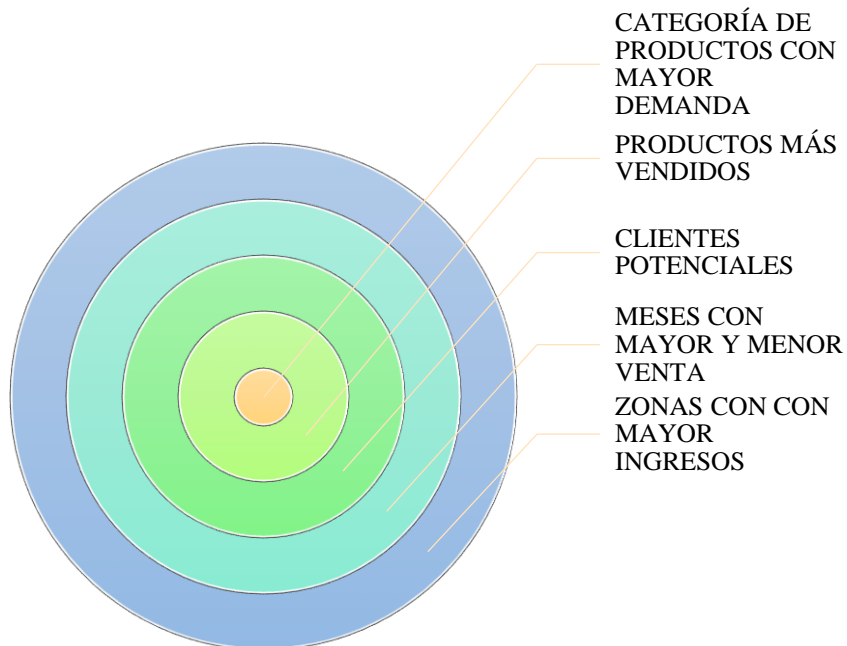 CATEGORÍA DE
PRODUCTOS CON
MAYOR
DEMANDA
PRODUCTOS MÁS
VENDIDOS
CLIENTES
POTENCIALES
MESES CON
MAYOR Y MENOR
VENTA
ZONAS CON CON
MAYOR
INGRESOS